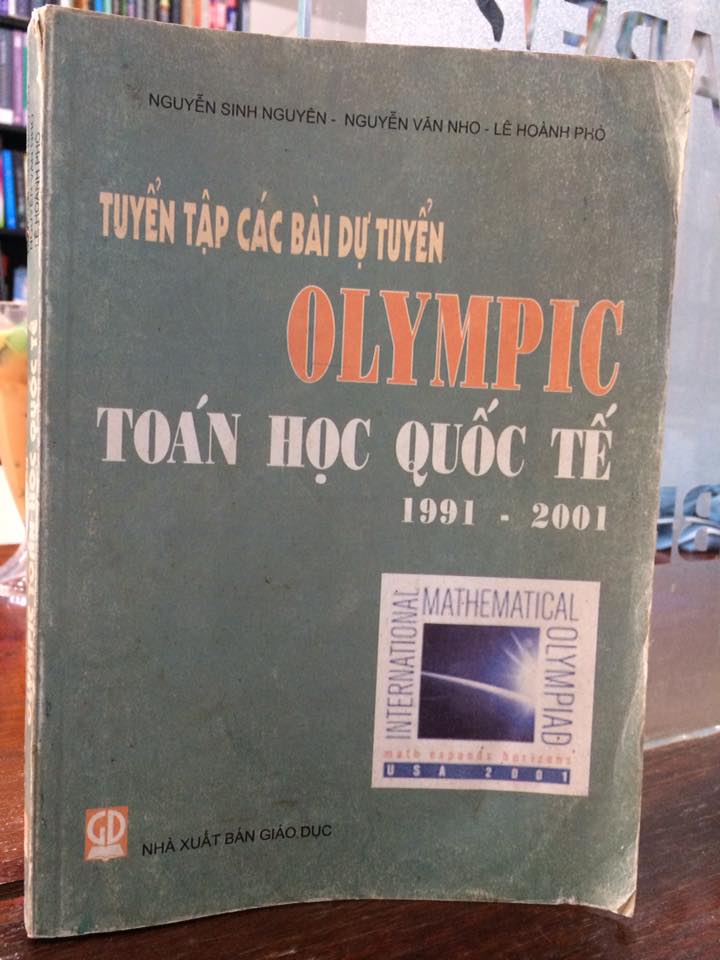 NGUYỄN SINH NGUYÊN - NGUYỄN VĂN NHO - LÊ HOÀNH PHÒ
TUYỂN TẬP CÁC BÀI DỰ TUYỂN
OLYMPIC
TOÁN HỌC QUỐC TẾ
1991 - 2001
INTERNATIONAL
MATHEMATICAL
OLYMPIAD
math expands horizons
USA 2001
GD
NHÀ XUẤT BẢN GIÁO DỤC